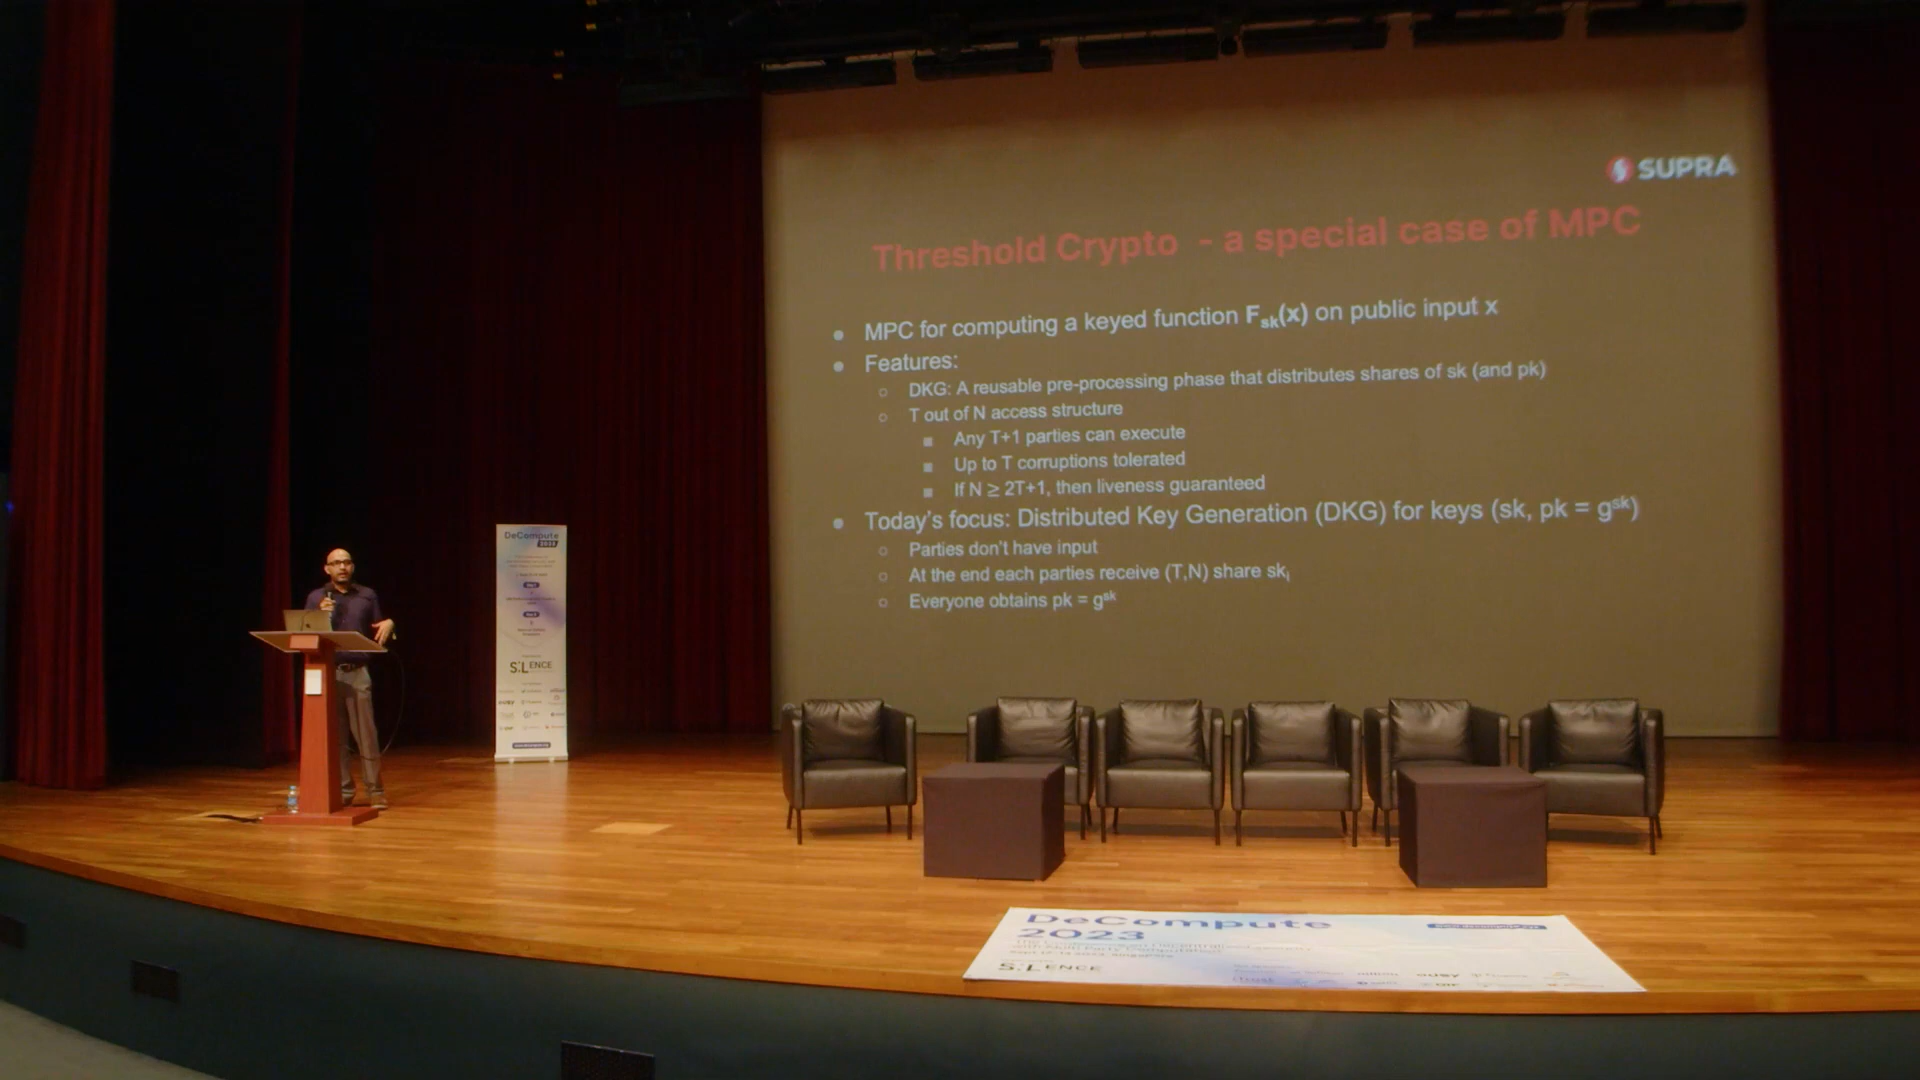 SUPRA
Threshold Crypto - a special case of MPC
● MPC for computing a keyed function Fsk(x) on public input x
● Features:
○ DKG: A reusable pre-processing phase that distributes shares of sk (and pk)
○ T out of N access structure
■ Any T+1 parties can execute
■ Up to T corruptions tolerated
■ If N ≥ 2T+1, then liveness guaranteed
● Today's focus: Distributed Key Generation (DKG) for keys (sk, pk = g^sk)
○ Parties don't have input
○ At the end each parties receive (T,N) share ski
○ Everyone obtains pk = g^sk
DeCompute
2023
S:LENCE
DeCompute
2023
S:LENCE